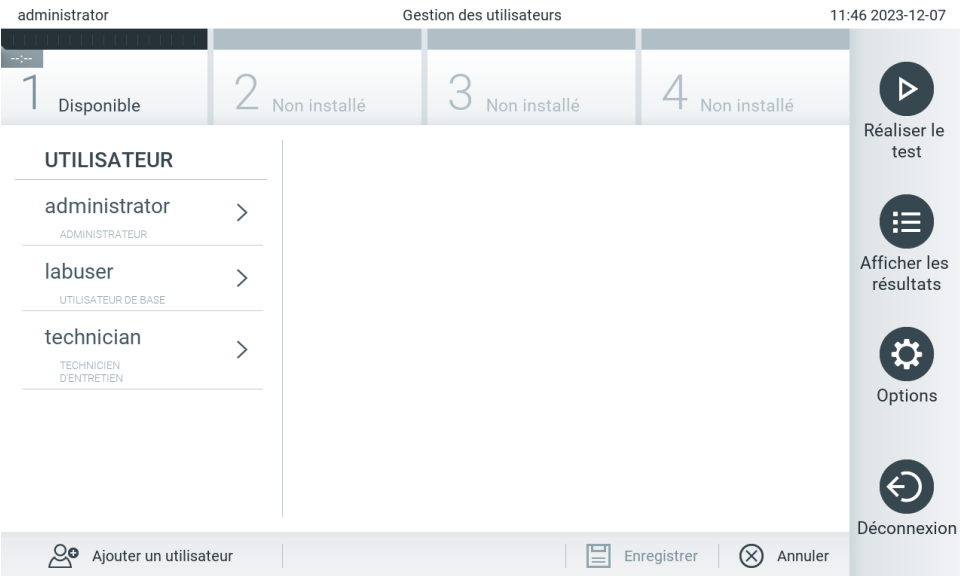 administrator
Gestion des utilisateurs
11:46 2023-12-07
--:--
1 Disponible
2 Non installé
3 Non installé
4 Non installé
UTILISATEUR
administrator
ADMINISTRATEUR
labuser
UTILISATEUR DE BASE
technician
TECHNICIEN
D'ENTRETIEN
Réaliser le
test
Afficher les
résultats
Options
Déconnexion
Ajouter un utilisateur
Enregistrer
Annuler